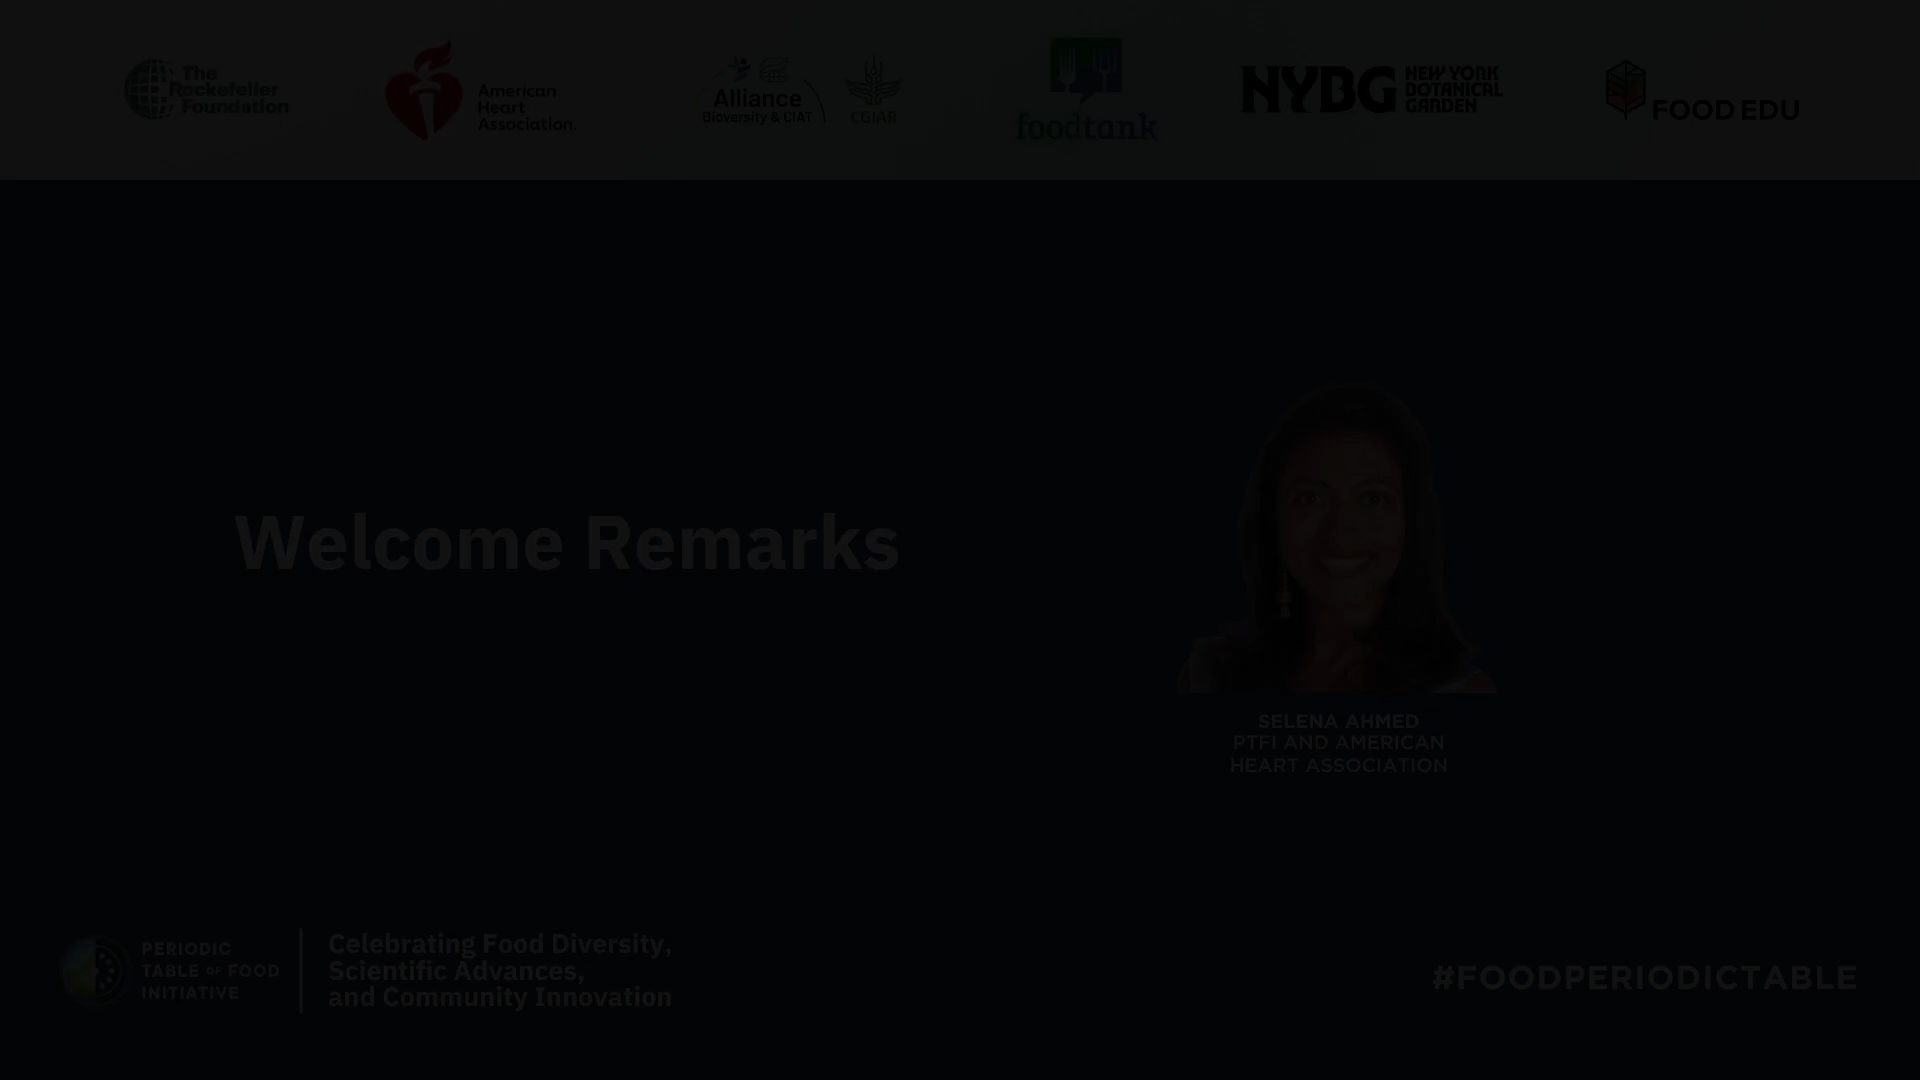 The
Rockefeller
Foundation
American
Heart
Association.
Alliance
Bioversity & CIAT
CGIAR
foodtank
NYBG
NEW YORK
BOTANICAL
GARDEN
FOOD EDU
Welcome Remarks
SELENA AHMED
PTFI AND AMERICAN
HEART ASSOCIATION
PERIODIC
TABLE OF FOOD
INITIATIVE
Celebrating Food Diversity,
Scientific Advances,
and Community Innovation
#FOODPERIODICTABLE